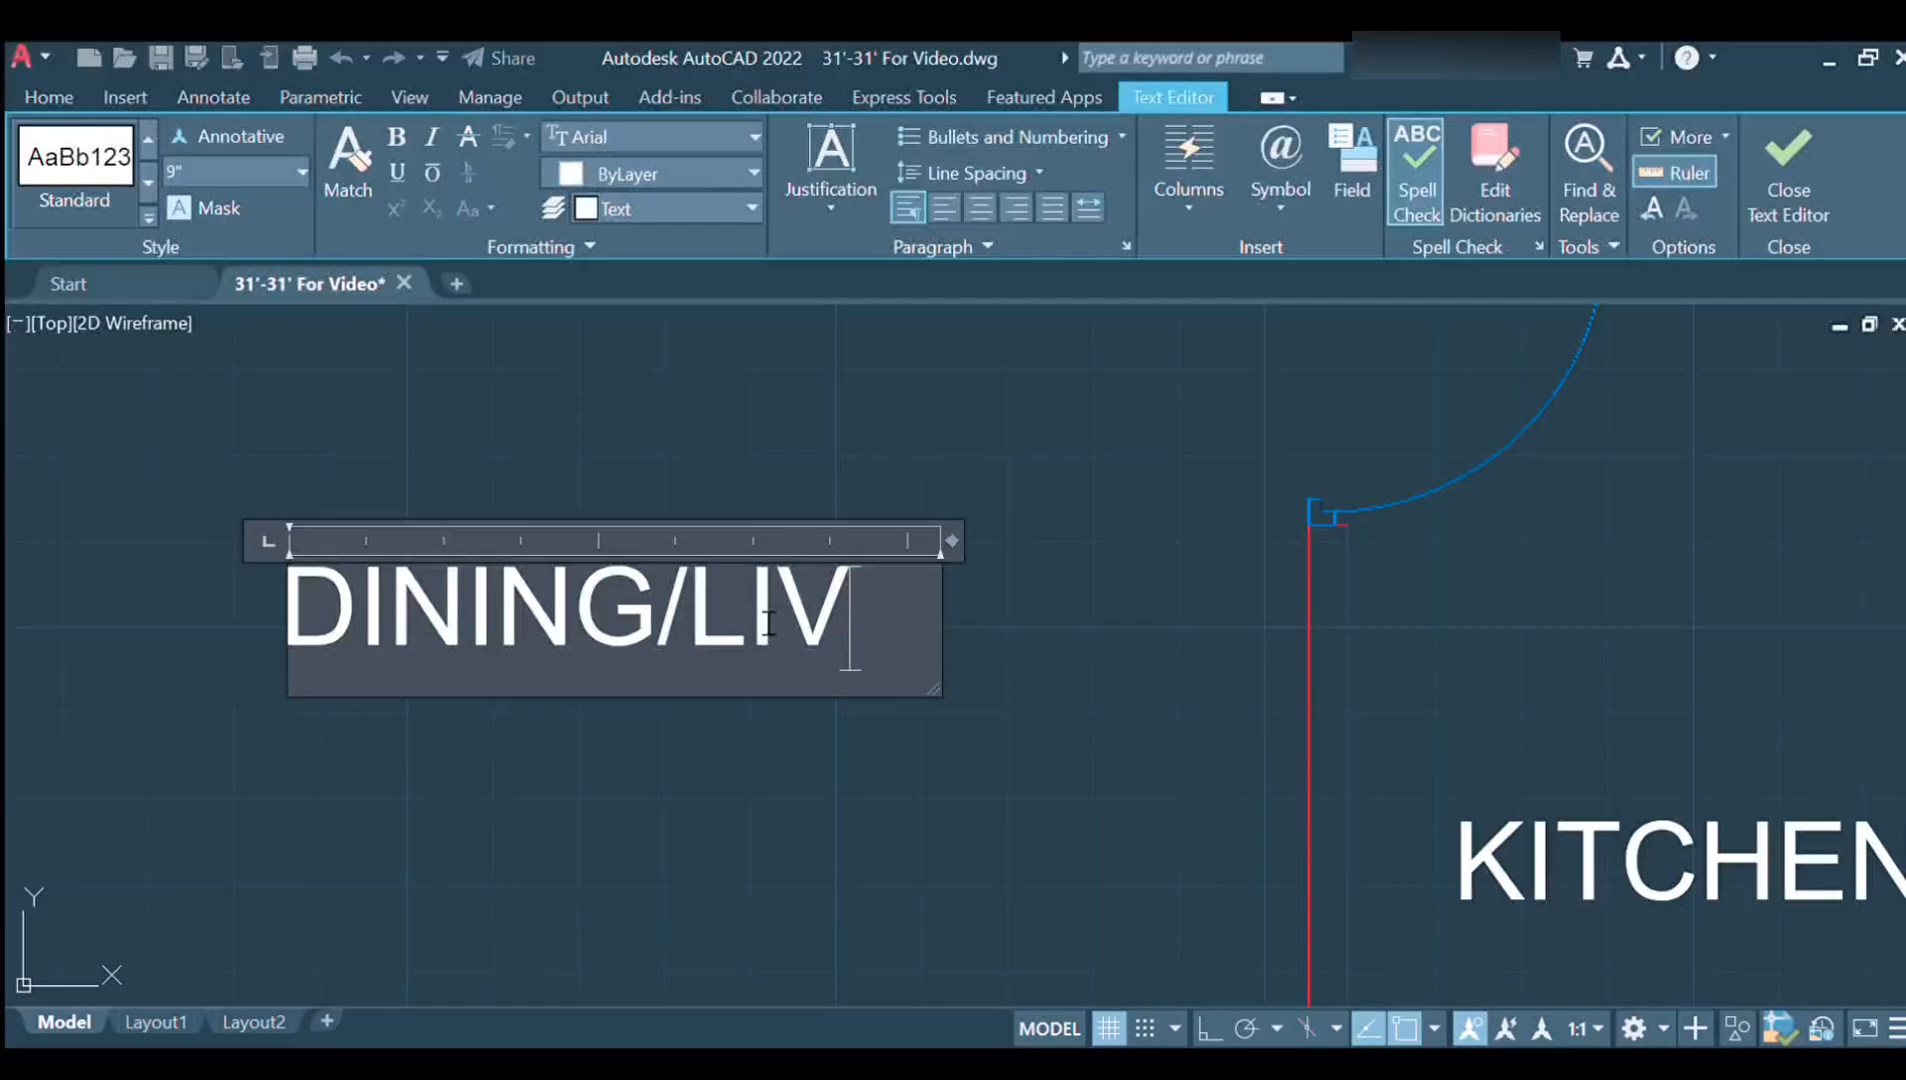 Share
Autodesk AutoCAD 2022 31'-31' For Video.dwg
Type a keyword or phrase
Home Insert Annotate Parametric View Manage Output Add-ins Collaborate Express Tools Featured Apps Text Editor
AaBb123
Standard
Annotative
9"
Mask
Style
Match
Arial
ByLayer
Text
Formatting
Justification
Bullets and Numbering
Line Spacing
Paragraph
Columns
Symbol
Field
Insert
ABC
Spell
Check
Edit
Dictionaries
Spell Check
Find &
Replace
Tools
More
Ruler
Options
Close
Text Editor
Close
Start
31'-31' For Video*
[−][Top][2D Wireframe]
DINING/LIV
KITCHEN
Y
X
Model Layout1 Layout2
MODEL
1:1